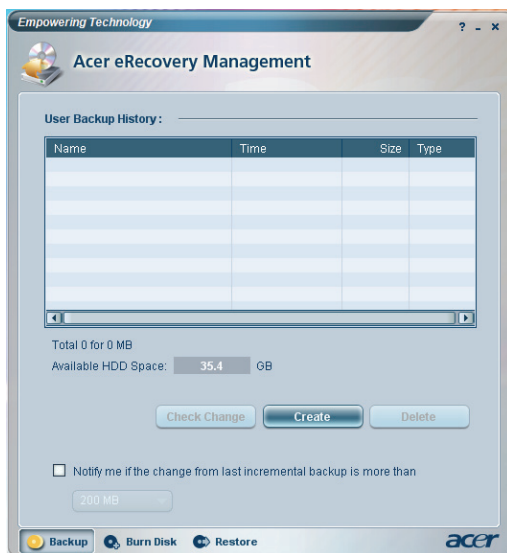 Empowering Technology
? - ×
Acer eRecovery Management
User Backup History :
Name Time Size Type
Total 0 for 0 MB
Available HDD Space: 35.4 GB
Check Change Create Delete
Notify me if the change from last incremental backup is more than
200 MB
Backup Burn Disk Restore acer